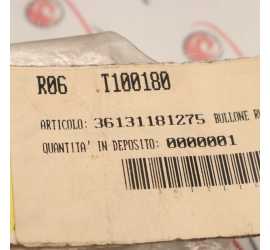 R06 T100180
ARTICOLO: 36131181275 BULLONE R
QUANTITA' IN DEPOSITO: 0000001